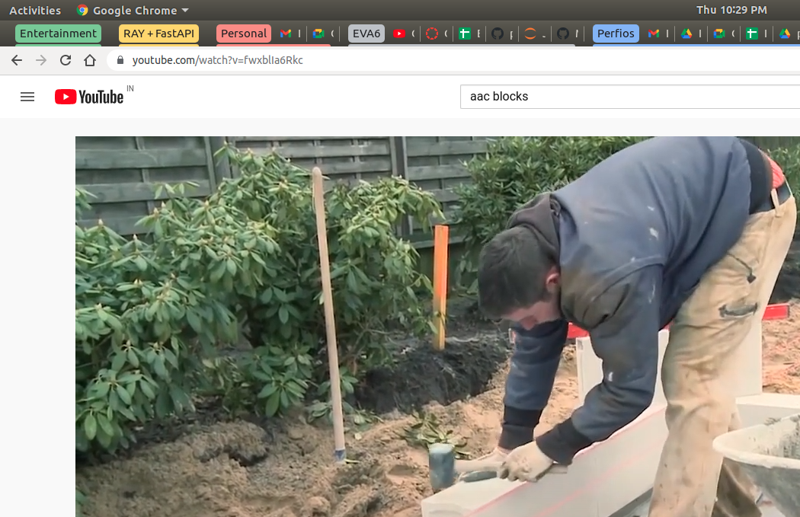 Activities Google Chrome Thu 10:29 PM
Entertainment RAY + FastAPI Personal EVA6 Perfios
youtube.com/watch?v=fwxblIa6Rkc
YouTube IN aac blocks